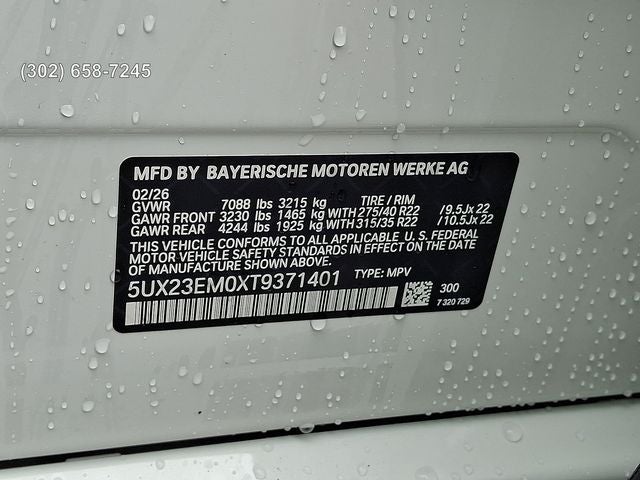 (302) 658-7245
MFD BY BAYERISCHE MOTOREN WERKE AG
02/26
GVWR 7088 lbs 3215 kg TIRE / RIM
GAWR FRONT 3230 lbs 1465 kg WITH 275/40 R22 /9.5Jx 22
GAWR REAR 4244 lbs 1925 kg WITH 315/35 R22 /10.5Jx 22
THIS VEHICLE CONFORMS TO ALL APPLICABLE U. S. FEDERAL
MOTOR VEHICLE SAFETY STANDARDS IN EFFECT ON THE DATE
OF MANUFACTURE SHOWN ABOVE.
5UX23EM0XT9371401 TYPE: MPV
300
7 320 729